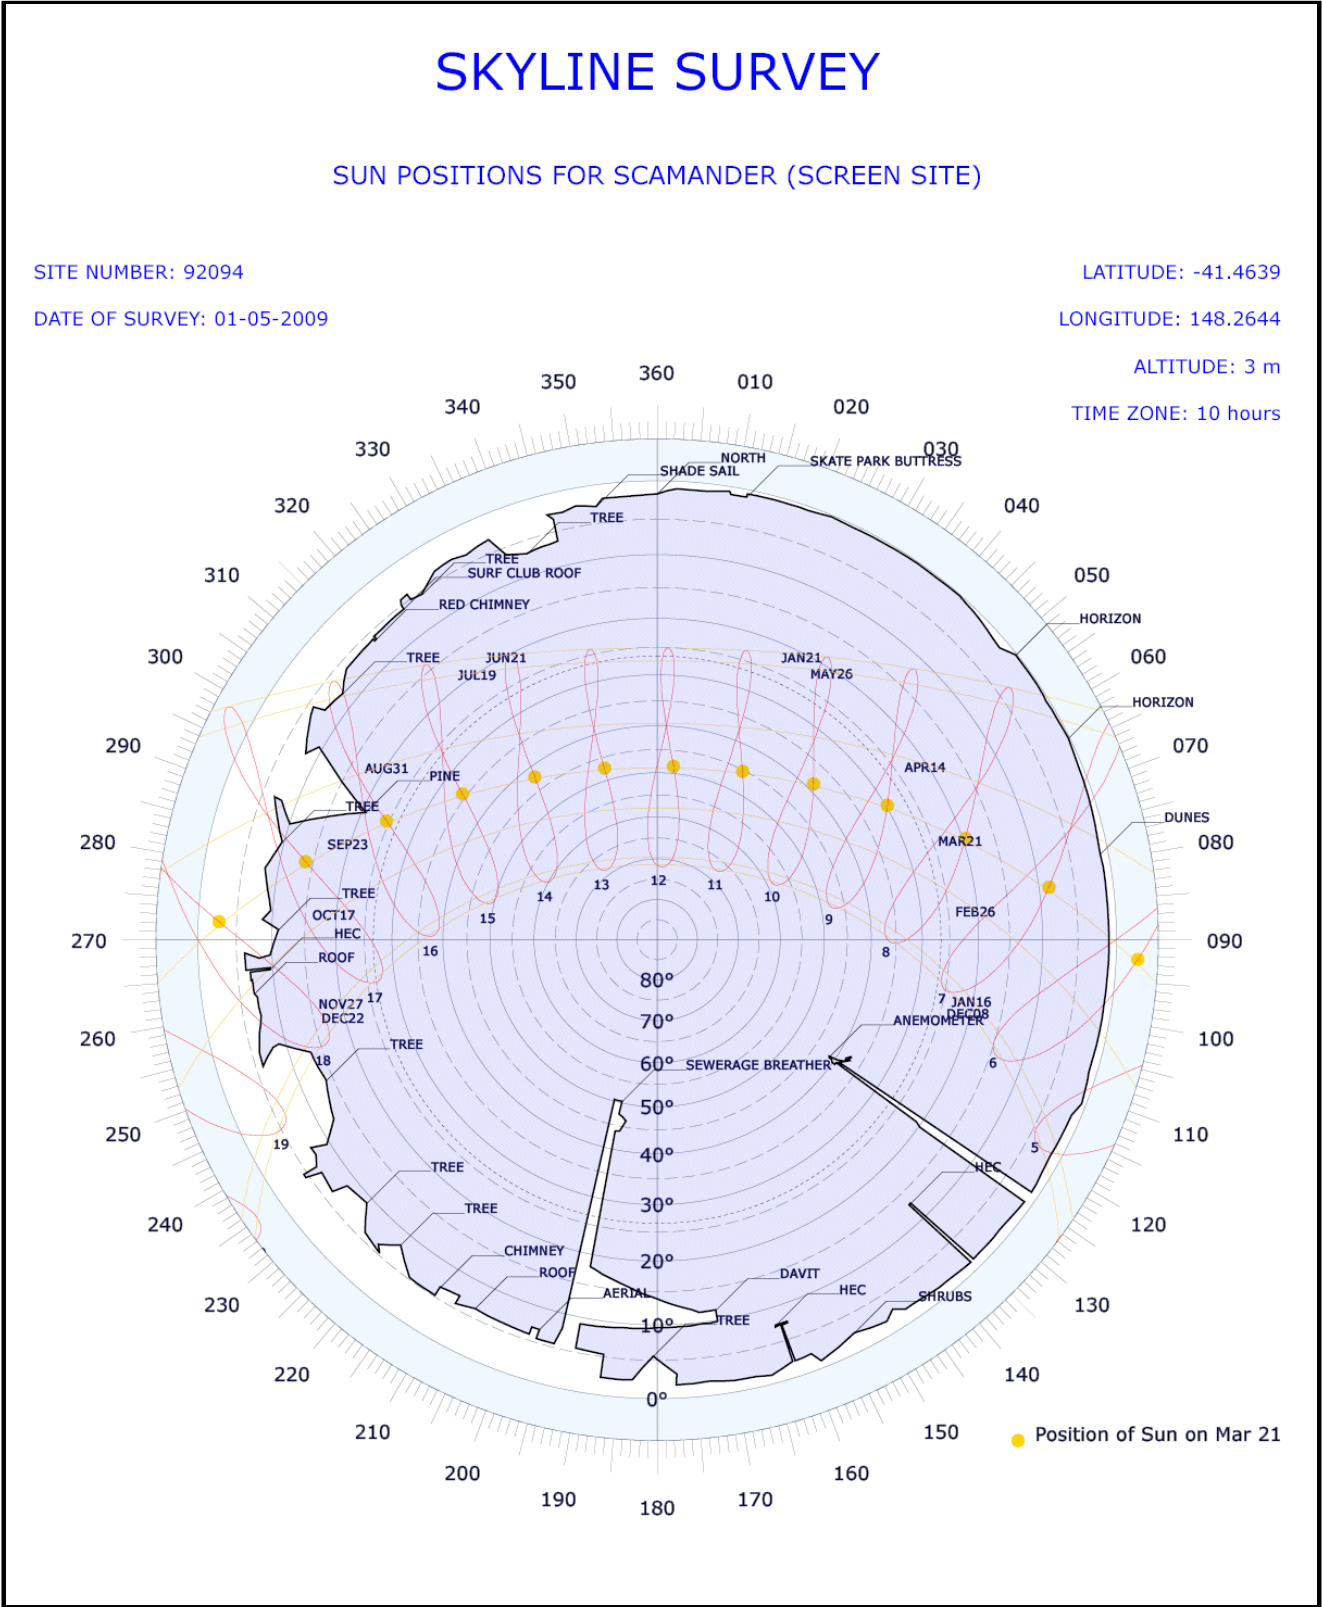 SKYLINE SURVEY
SUN POSITIONS FOR SCAMANDER (SCREEN SITE)
SITE NUMBER: 92094
LATITUDE: -41.4639
DATE OF SURVEY: 01-05-2009
LONGITUDE: 148.2644
ALTITUDE: 3 m
TIME ZONE: 10 hours
360
350
010
340
020
330
030
NORTH
SKATE PARK BUTTRESS
SHADE SAIL
320
040
TREE
TREE
SURF CLUB ROOF
310
050
RED CHIMNEY
HORIZON
300
060
TREE
JUN21
JAN21
JUL19
MAY26
HORIZON
290
070
AUG31
PINE
APR14
TREE
DUNES
280
080
SEP23
MAR21
12
13
11
TREE
14
10
OCT17
15
9
FEB26
HEC
270
090
16
8
ROOF
80°
17
7
NOV27
JAN16
DEC22
DEC08
70°
ANEMOMETER
260
100
TREE
18
6
60°
SEWERAGE BREATHER
50°
250
110
19
5
40°
TREE
HEC
30°
TREE
240
120
CHIMNEY
20°
ROOF
DAVIT
HEC
AERIAL
SHRUBS
230
130
TREE
10°
220
140
0°
210
150
Position of Sun on Mar 21
200
160
190
170
180